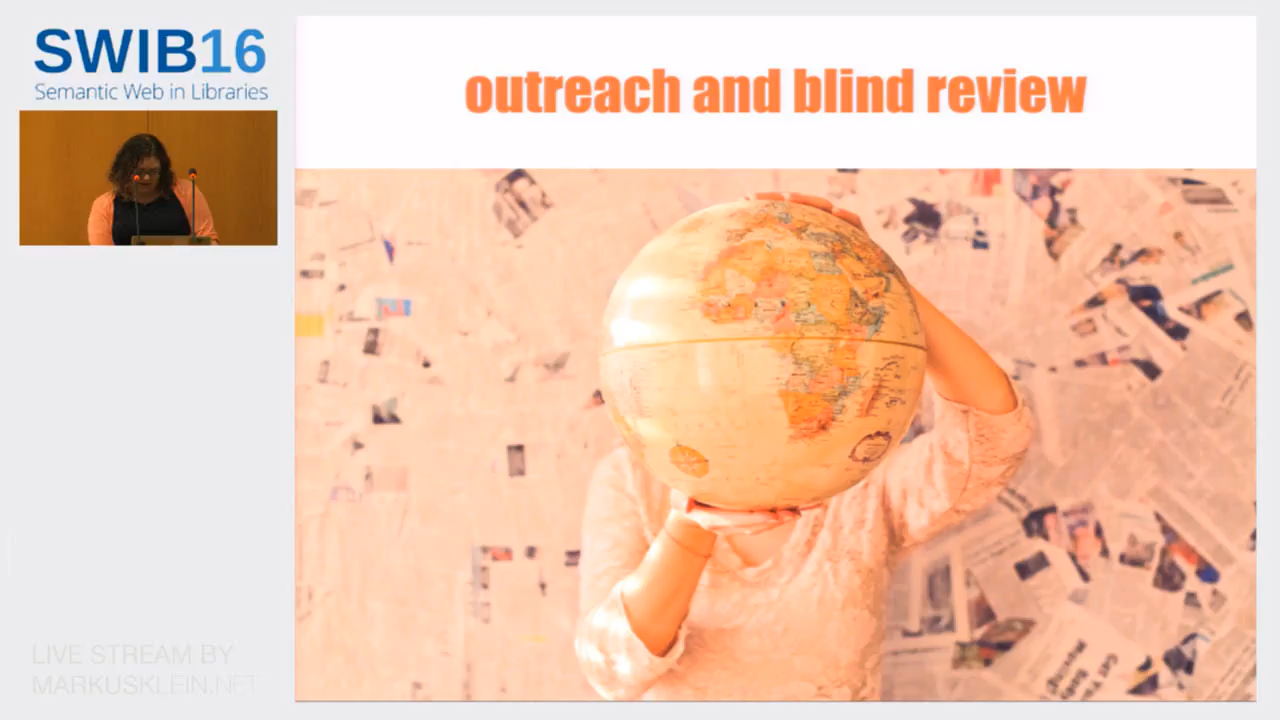 SWIB16
Semantic Web in Libraries
outreach and blind review
LIVE STREAM BY
MARKUSKLEIN.NET